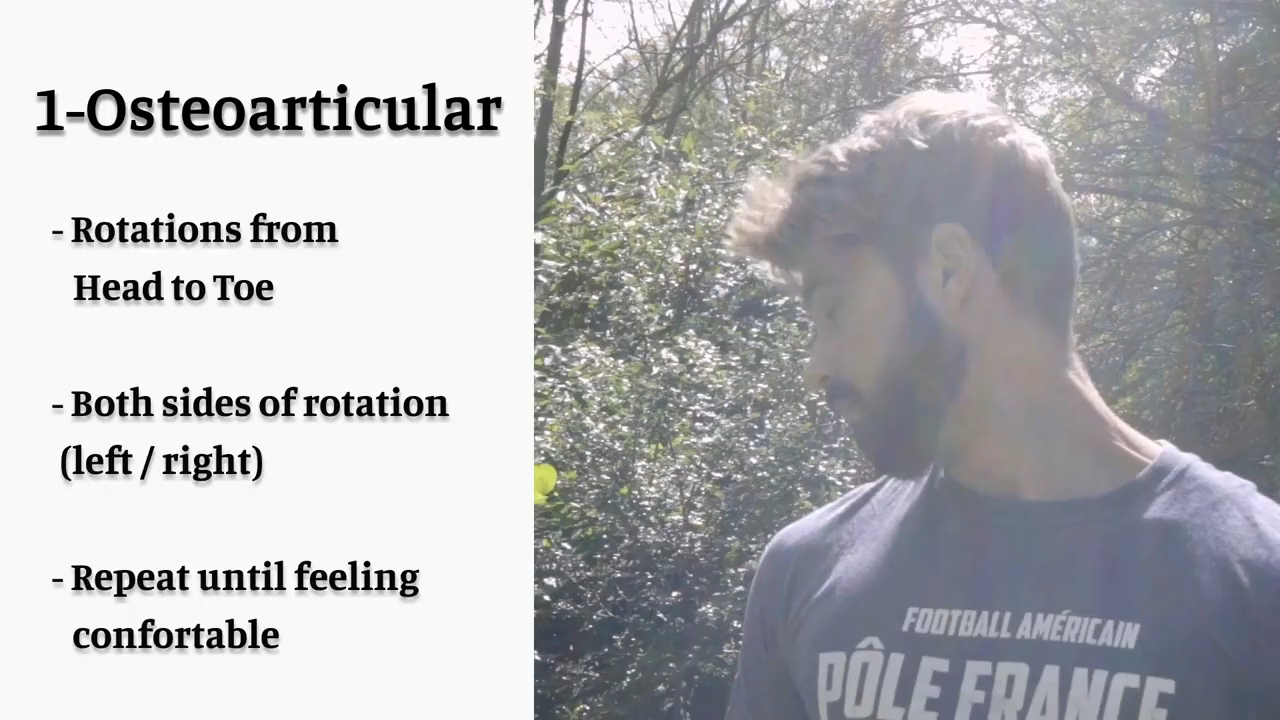 1-Osteoarticular
- Rotations from
Head to Toe
- Both sides of rotation
(left / right)
- Repeat until feeling
confortable
FOOTBALL AMÉRICAIN
PÔLE FRANCE